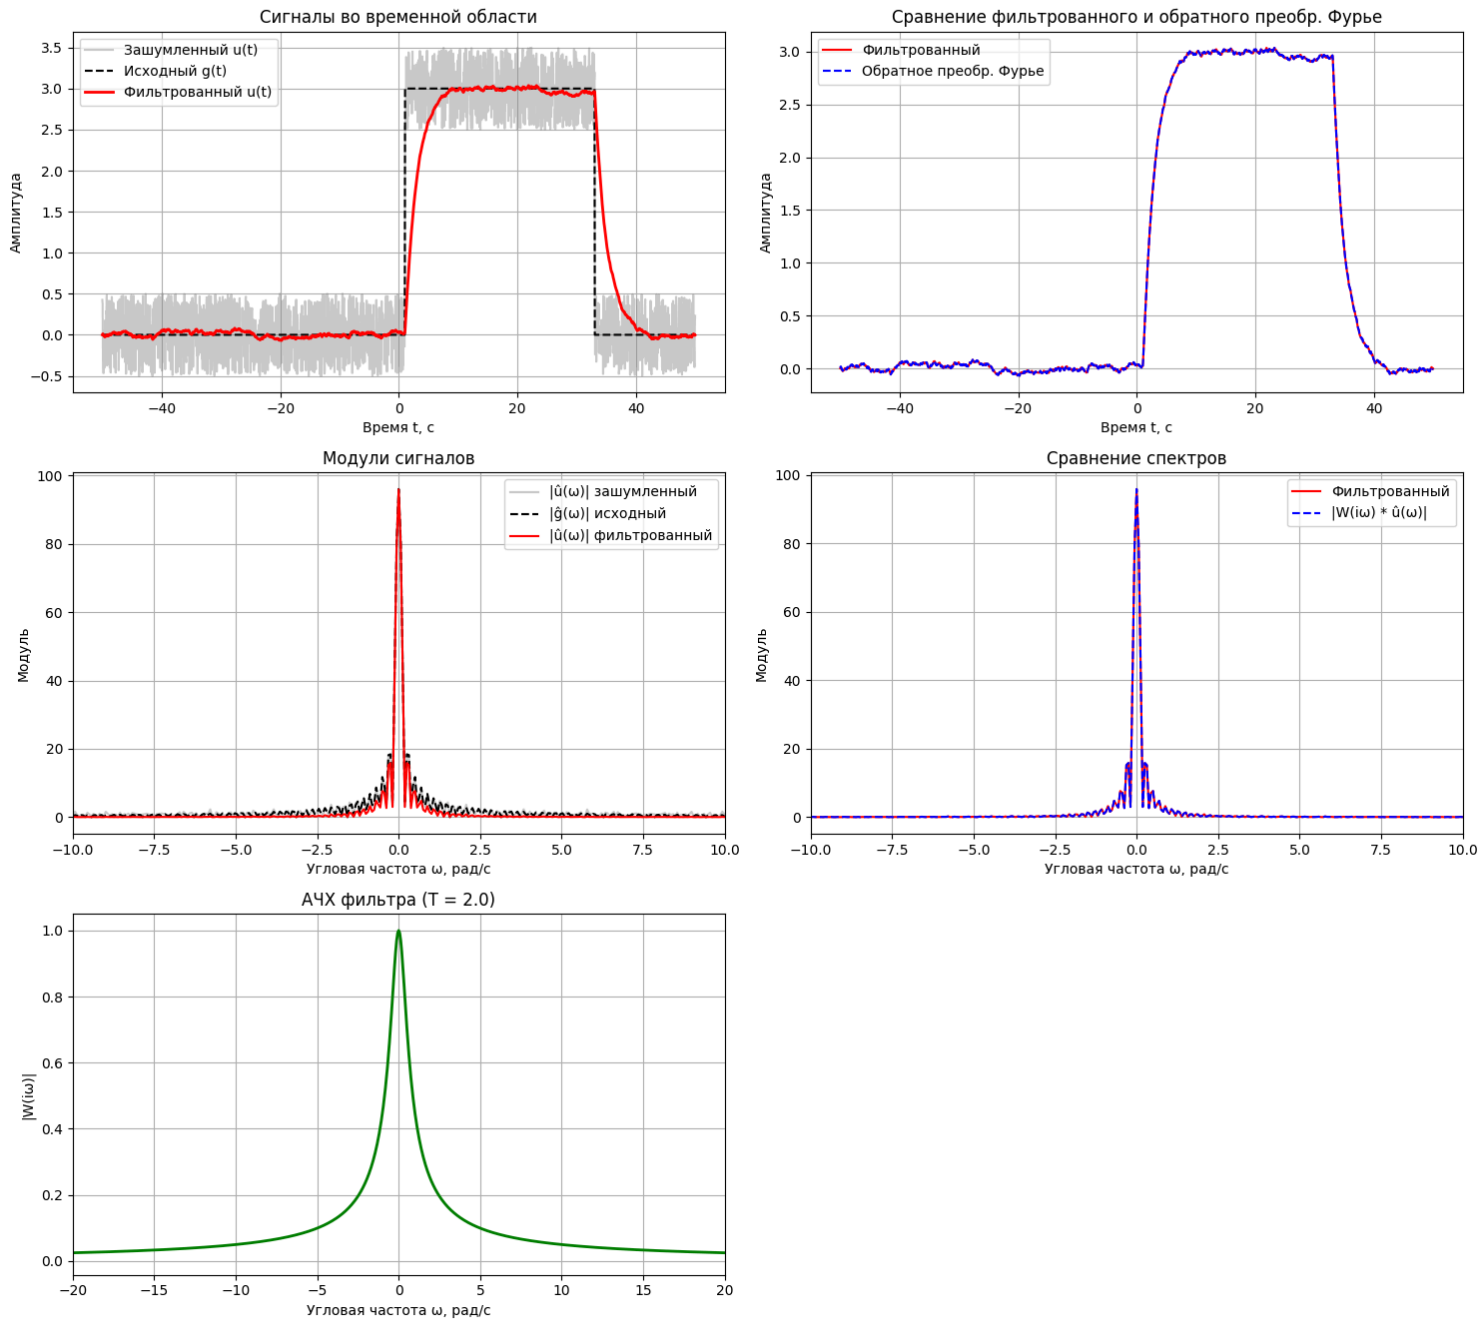 Сигналы во временной области
Зашумленный u(t)
Исходный g(t)
Фильтрованный u(t)
3.5
3.0
2.5
2.0
1.5
1.0
0.5
0.0
−0.5
Амплитуда
−40
−20
0
20
40
Время t, с
Сравнение фильтрованного и обратного преобр. Фурье
Фильтрованный
Обратное преобр. Фурье
3.0
2.5
2.0
1.5
1.0
0.5
0.0
Амплитуда
−40
−20
0
20
40
Время t, с
Модули сигналов
|û(ω)| зашумленный
|ĝ(ω)| исходный
|û(ω)| фильтрованный
100
80
60
40
20
0
Модуль
−10.0
−7.5
−5.0
−2.5
0.0
2.5
5.0
7.5
10.0
Угловая частота ω, рад/с
Сравнение спектров
Фильтрованный
|W(iω) * û(ω)|
100
80
60
40
20
0
Модуль
−10.0
−7.5
−5.0
−2.5
0.0
2.5
5.0
7.5
10.0
Угловая частота ω, рад/с
АЧХ фильтра (T = 2.0)
1.0
0.8
0.6
0.4
0.2
0.0
|W(iω)|
−20
−15
−10
−5
0
5
10
15
20
Угловая частота ω, рад/с